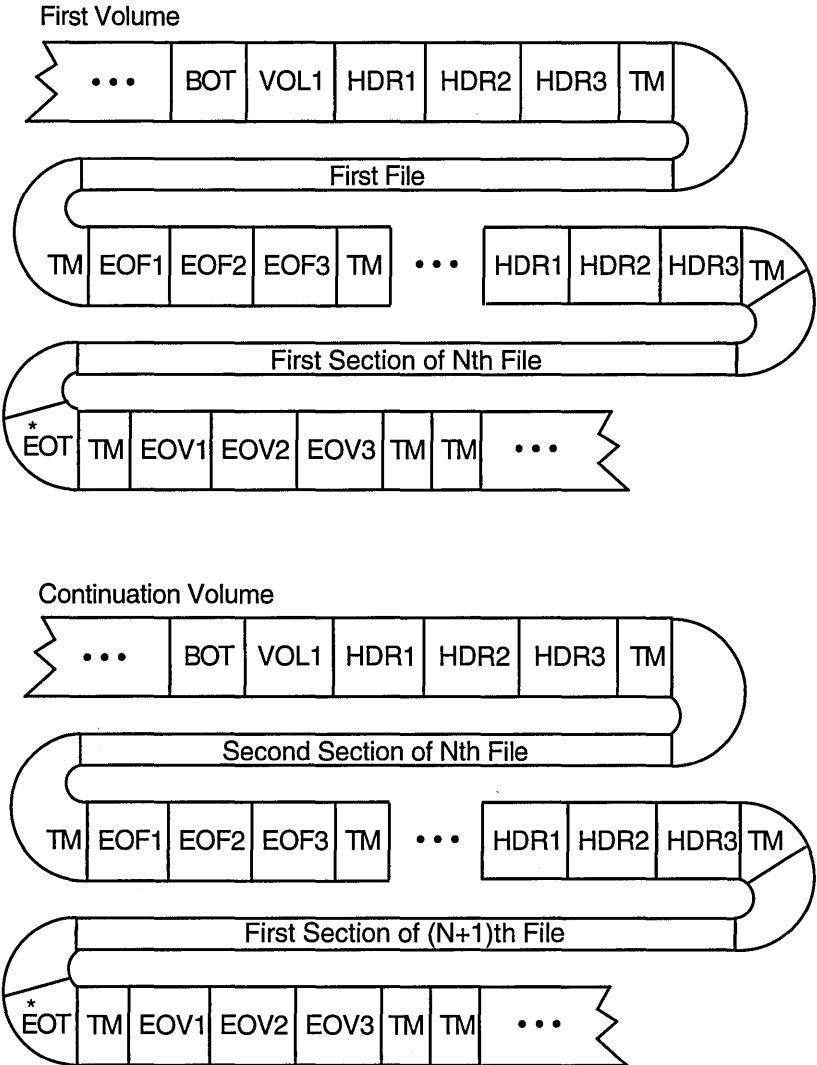 First Volume
••• BOT VOL1 HDR1 HDR2 HDR3 TM
First File
TM EOF1 EOF2 EOF3 TM ••• HDR1 HDR2 HDR3 TM
First Section of Nth File
*EOT TM EOV1 EOV2 EOV3 TM TM •••
Continuation Volume
••• BOT VOL1 HDR1 HDR2 HDR3 TM
Second Section of Nth File
TM EOF1 EOF2 EOF3 TM ••• HDR1 HDR2 HDR3 TM
First Section of (N+1)th File
*EOT TM EOV1 EOV2 EOV3 TM TM •••